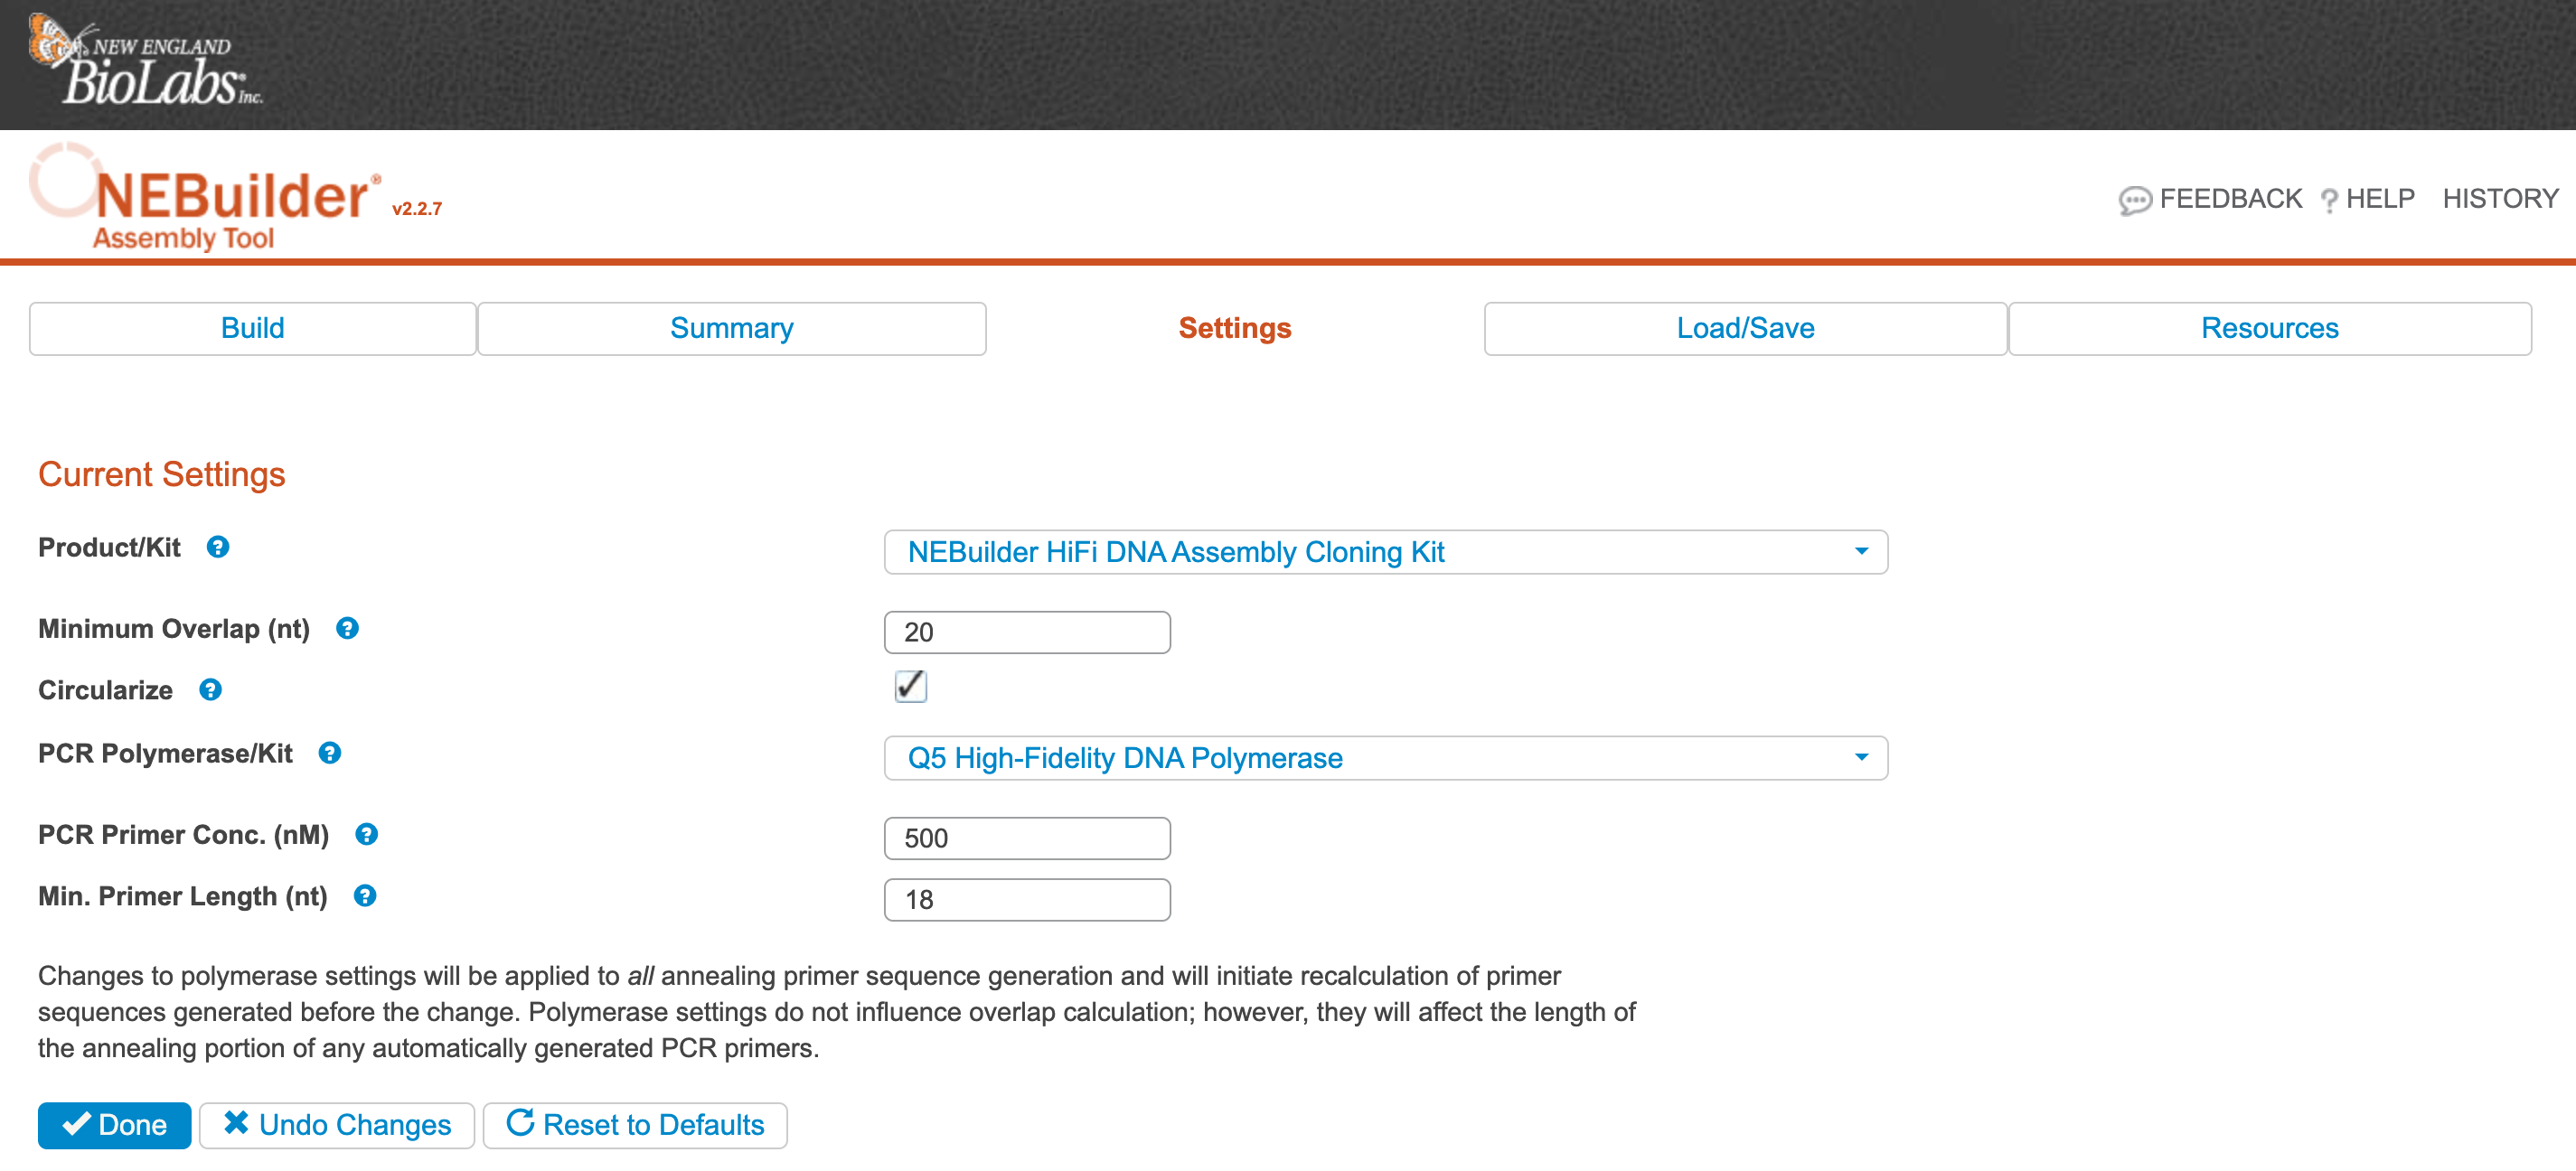 NEW ENGLAND
BioLabs® Inc.
NEBuilder® v2.2.7
Assembly Tool
FEEDBACK ? HELP HISTORY
Build Summary Settings Load/Save Resources
Current Settings
Product/Kit ? NEBuilder HiFi DNA Assembly Cloning Kit
Minimum Overlap (nt) ? 20
Circularize ?
PCR Polymerase/Kit ? Q5 High-Fidelity DNA Polymerase
PCR Primer Conc. (nM) ? 500
Min. Primer Length (nt) ? 18
Changes to polymerase settings will be applied to all annealing primer sequence generation and will initiate recalculation of primer
sequences generated before the change. Polymerase settings do not influence overlap calculation; however, they will affect the length of
the annealing portion of any automatically generated PCR primers.
Done Undo Changes Reset to Defaults